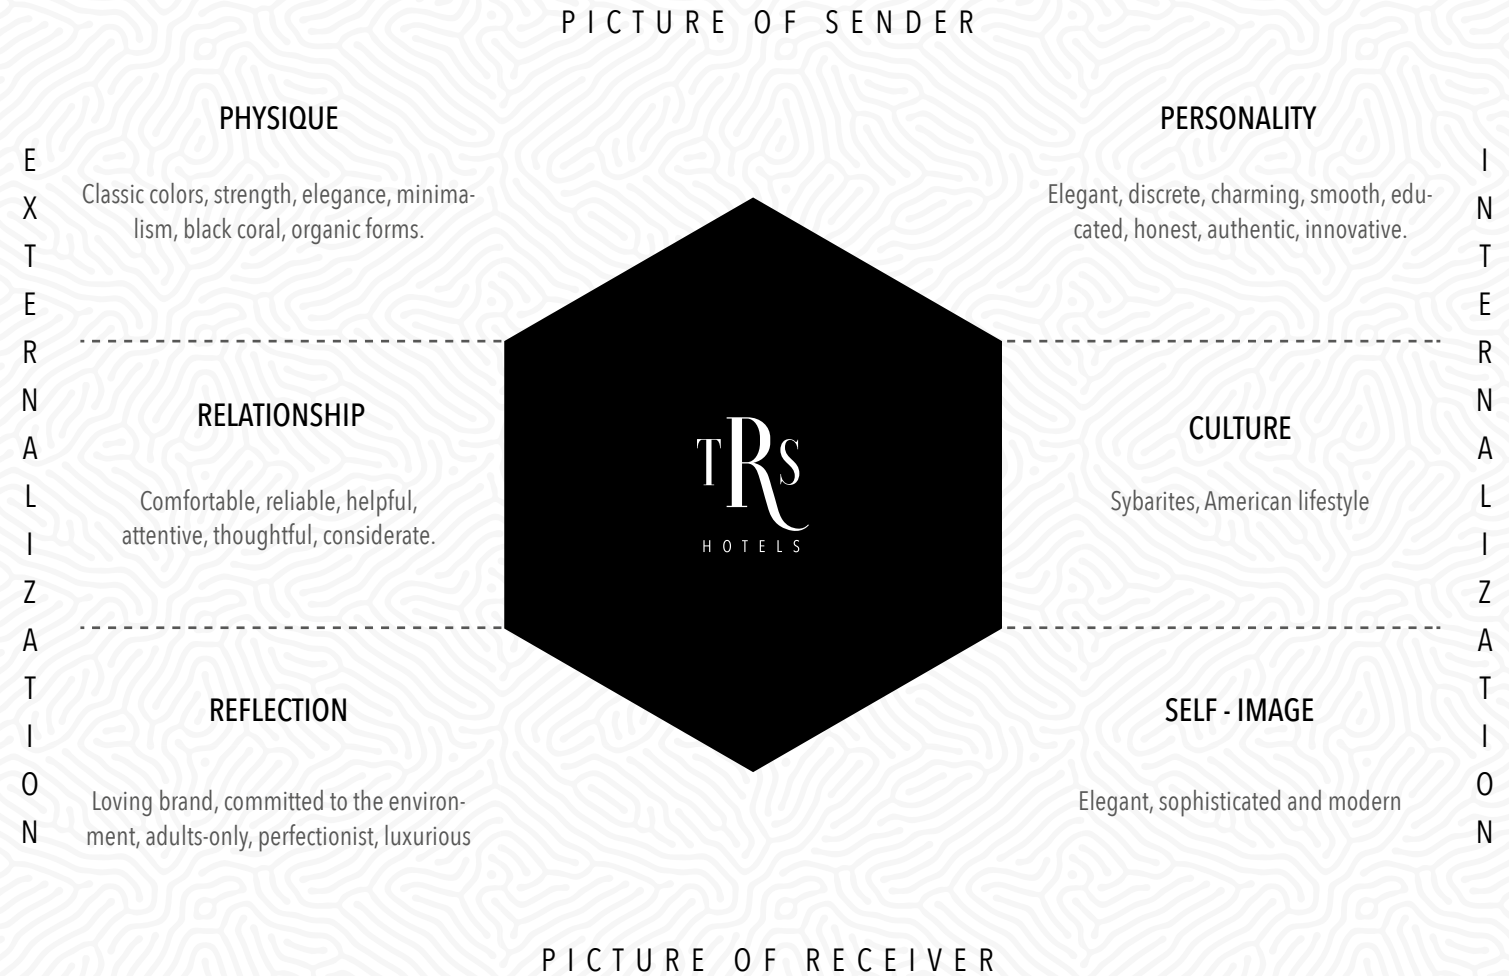 PICTURE OF SENDER
PHYSIQUE
Classic colors, strength, elegance, minima-
lism, black coral, organic forms.
PERSONALITY
Elegant, discrete, charming, smooth, edu-
cated, honest, authentic, innovative.
EXTERNALIZATION
INTERNALIZATION
RELATIONSHIP
Comfortable, reliable, helpful,
attentive, thoughtful, considerate.
TRS
HOTELS
CULTURE
Sybarites, American lifestyle
REFLECTION
Loving brand, committed to the environ-
ment, adults-only, perfectionist, luxurious
SELF - IMAGE
Elegant, sophisticated and modern
PICTURE OF RECEIVER